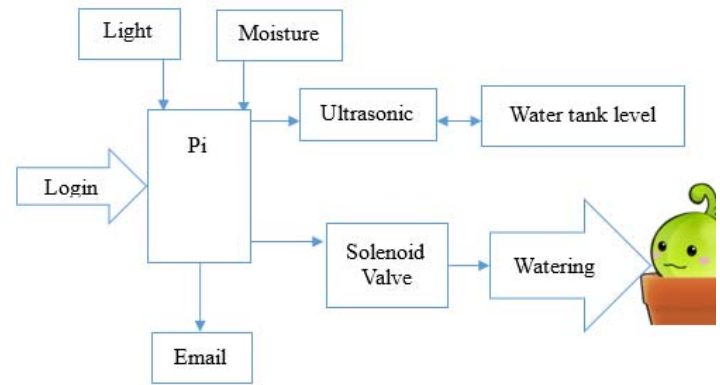 Light
Moisture
Ultrasonic
Water tank level
Pi
Login
Solenoid
Valve
Watering
Email